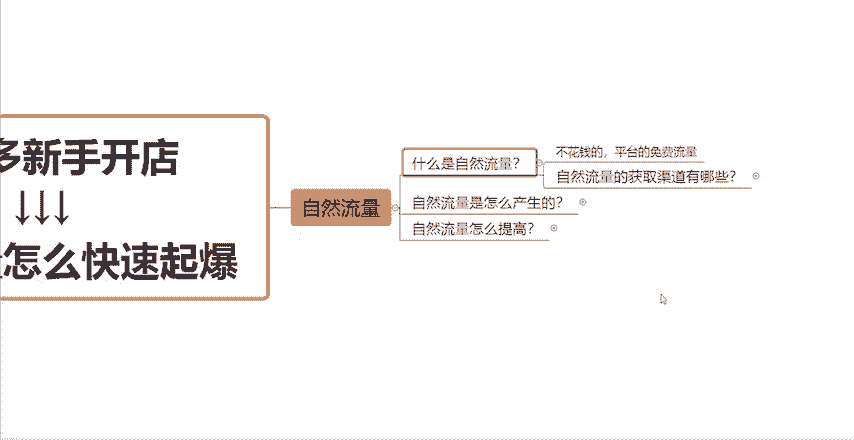 多新手开店
↓↓↓
怎么快速起爆
自然流量
什么是自然流量？
不花钱的，平台的免费流量
自然流量的获取渠道有哪些？
自然流量是怎么产生的？
自然流量怎么提高？